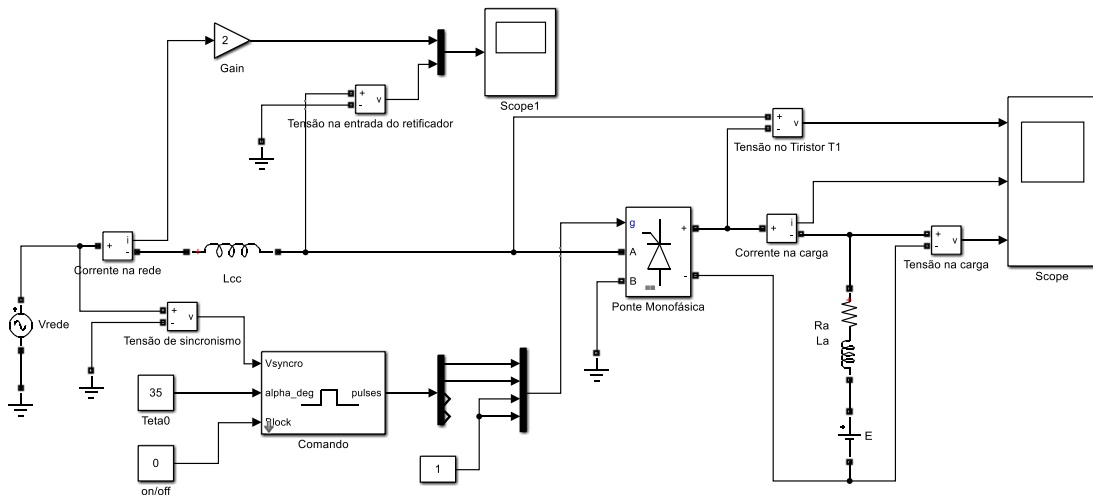 2
Gain
Scope1
+
-
v
Tensão na entrada do retificador
+
-
v
Tensão no Tiristor T1
+
i
-
Corrente na rede
Lcc
g
A
B
+
-
Ponte Monofásica
+
i
-
Corrente na carga
+
-
v
Tensão na carga
Scope
Vrede
+
-
v
Tensão de sincronismo
Vsyncro
alpha_deg
Block
pulses
Comando
35
Teta0
0
on/off
1
Ra
La
E